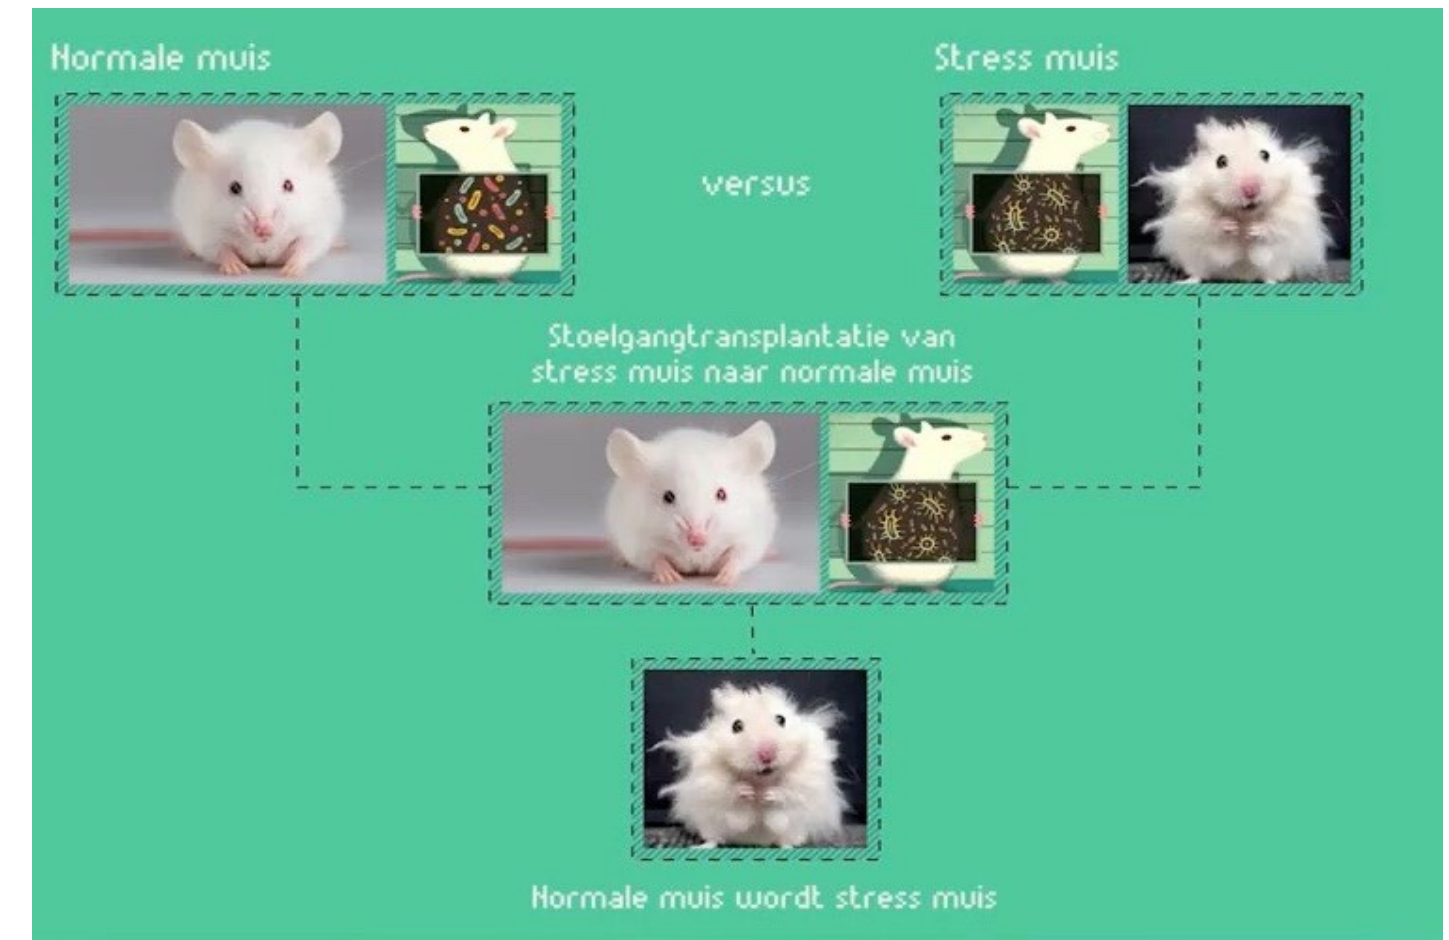 Normale muis
Stress muis
versus
Stoelgangtransplantatie van
stress muis naar normale muis
Normale muis wordt stress muis